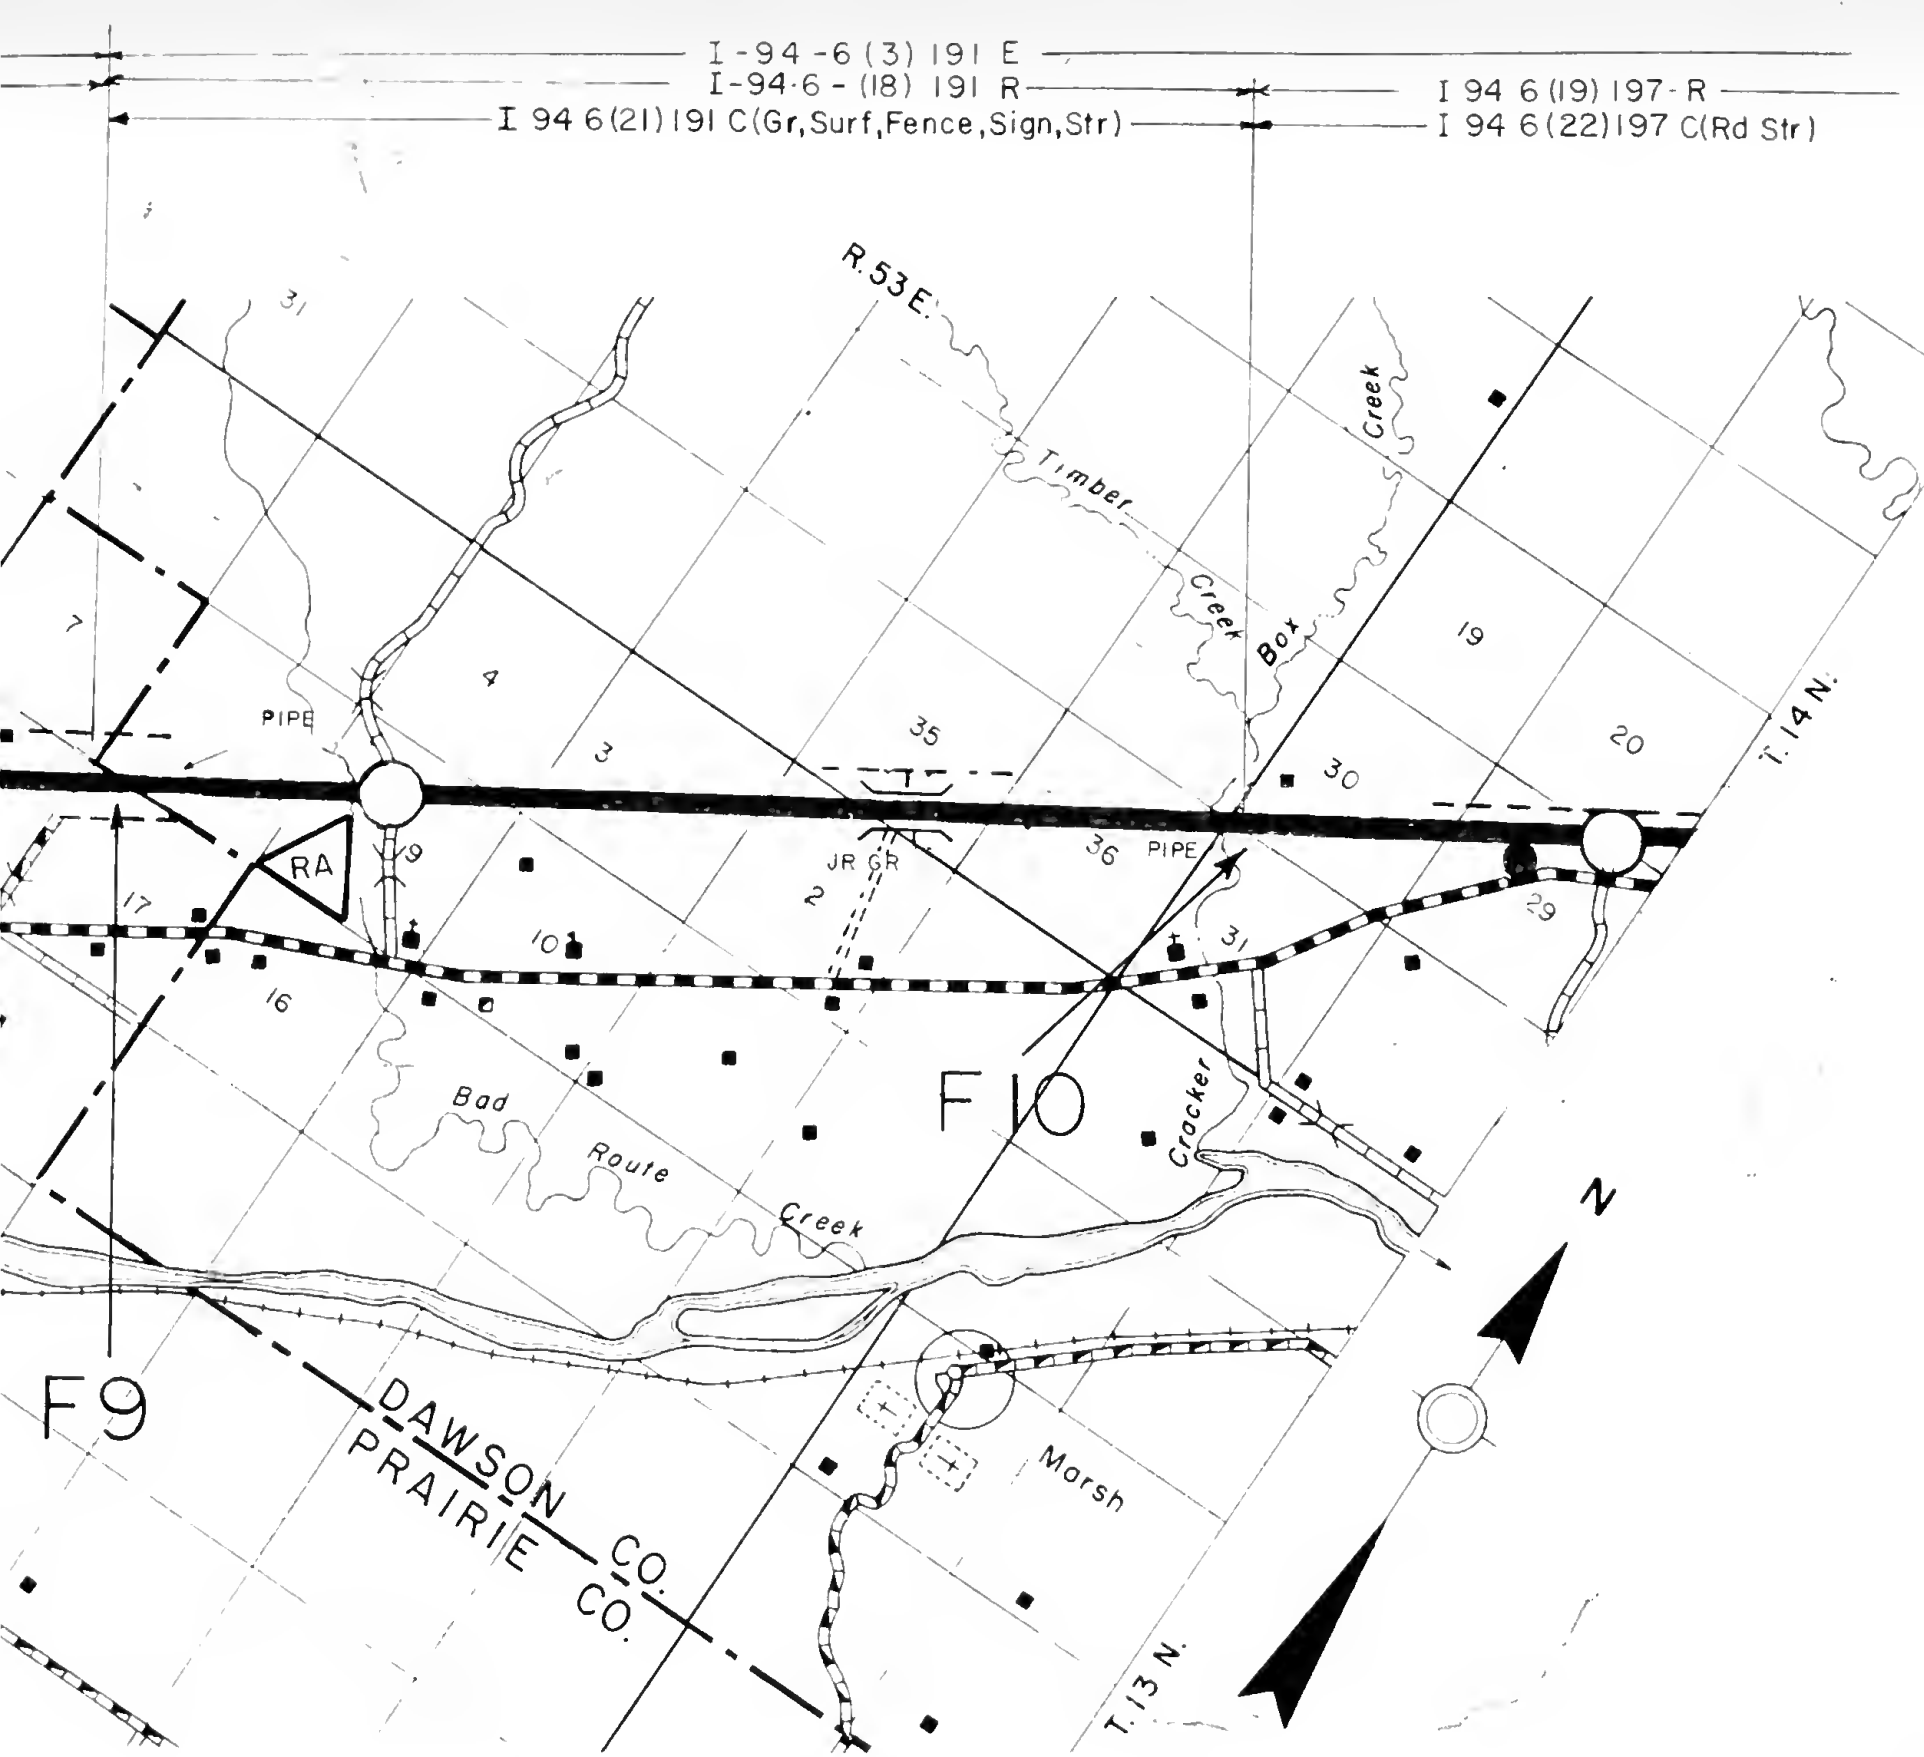 I-94-6(3)191 E
I-94-6-(18) 191 R
I 94 6(19)197-R
I 94 6(21)191 C(Gr,Surf,Fence,Sign,Str)
I 94 6(22)197 C(Rd Str)
R.53E.
31
Creek
Timber
Creek
Box
19
7
4
T.14 N.
PIPE
3
35
20
30
9
RA
JR GR
36
PIPE
2
17
10
31
29
16
Bad
F10
Cracker
Route
Creek
N
F9
DAWSON CO.
PRAIRIE CO.
Marsh
T.13 N.